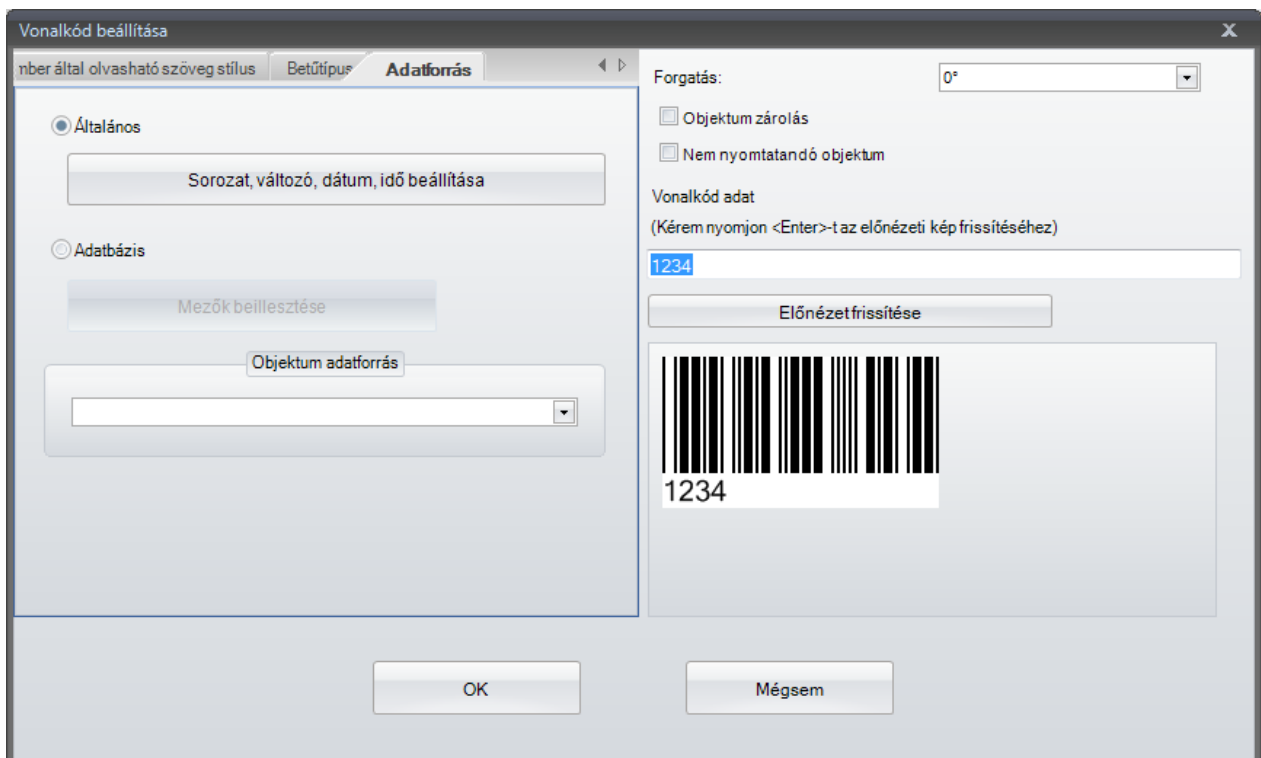 Vonalkód beállítása
mber által olvasható szöveg stílus Betűtípus Adatforrás
Általános
Sorozat, változó, dátum, idő beállítása
Adatbázis
Mezők beillesztése
Objektum adatforrás
Forgatás: 0°
Objektum zárolás
Nem nyomtatandó objektum
Vonalkód adat
(Kérem nyomjon <Enter>-t az előnézeti kép frissítéséhez)
1234
Előnézet frissítése
1234
OK Mégsem